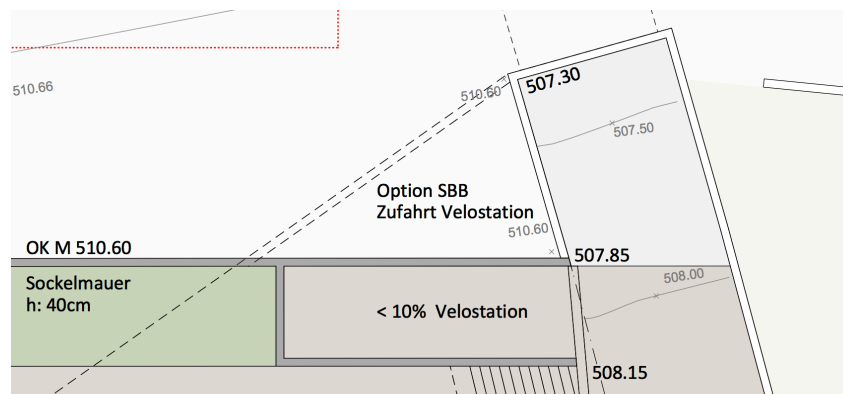 510.66
510.60
507.30
507.50
Option SBB
Zufahrt Velostation
510.60
OK M 510.60
507.85
Sockelmauer
h: 40cm
508.00
< 10% Velostation
508.15